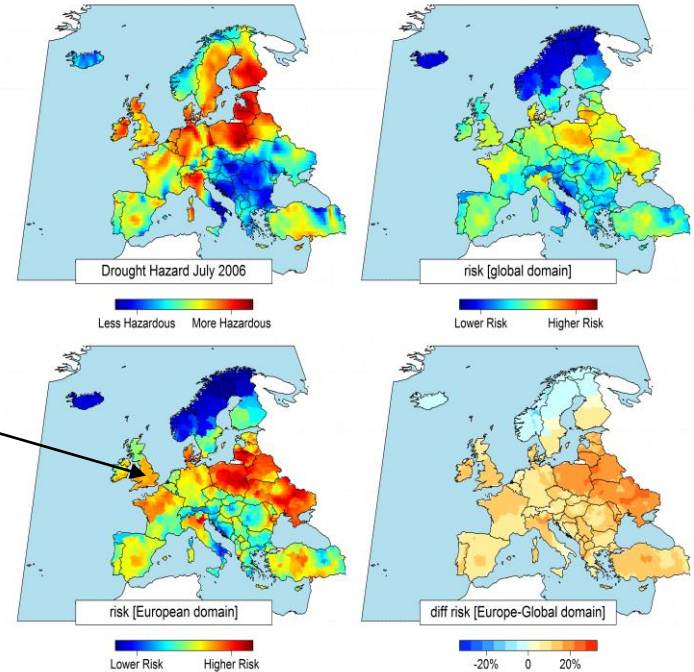 Drought Hazard July 2006
Less Hazardous More Hazardous
risk [global domain]
Lower Risk Higher Risk
risk [European domain]
Lower Risk Higher Risk
diff risk [Europe-Global domain]
-20% 0 20%